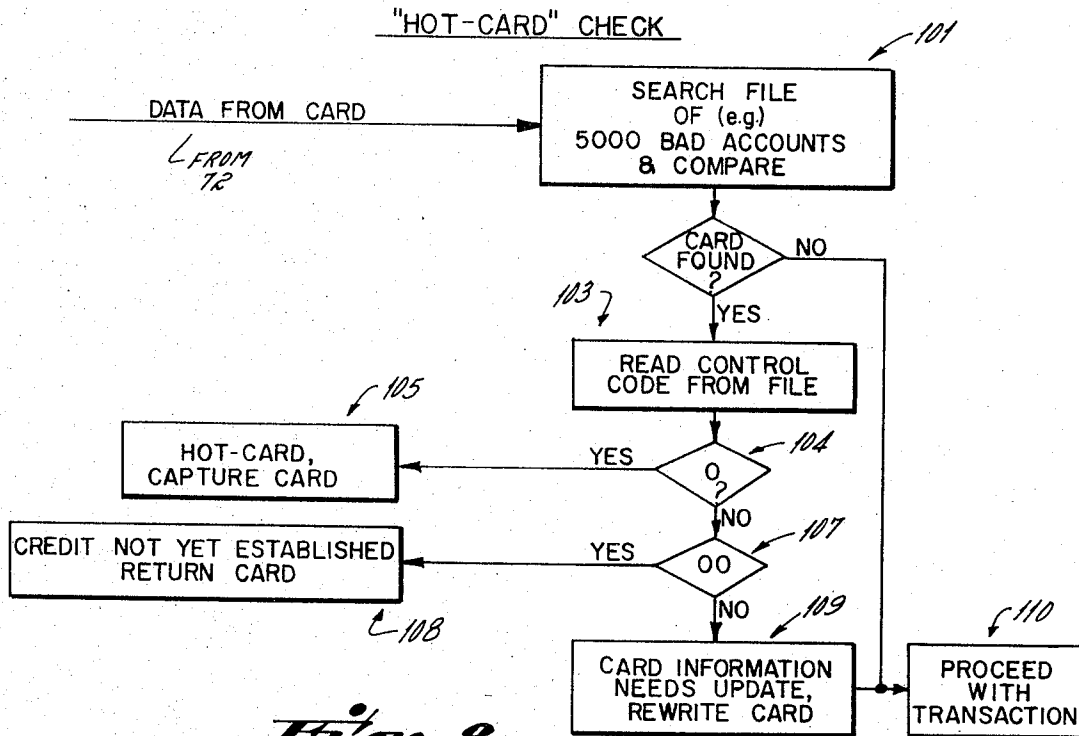 "HOT-CARD" CHECK
101
SEARCH FILE
OF (e.g.)
5000 BAD ACCOUNTS
& COMPARE
DATA FROM CARD
FROM
72
CARD
FOUND
?
NO
YES
103
READ CONTROL
CODE FROM FILE
105
HOT-CARD,
CAPTURE CARD
YES
0
?
104
NO
CREDIT NOT YET ESTABLISHED
RETURN CARD
108
YES
00
107
NO
109
CARD INFORMATION
NEEDS UPDATE,
REWRITE CARD
110
PROCEED
WITH
TRANSACTION